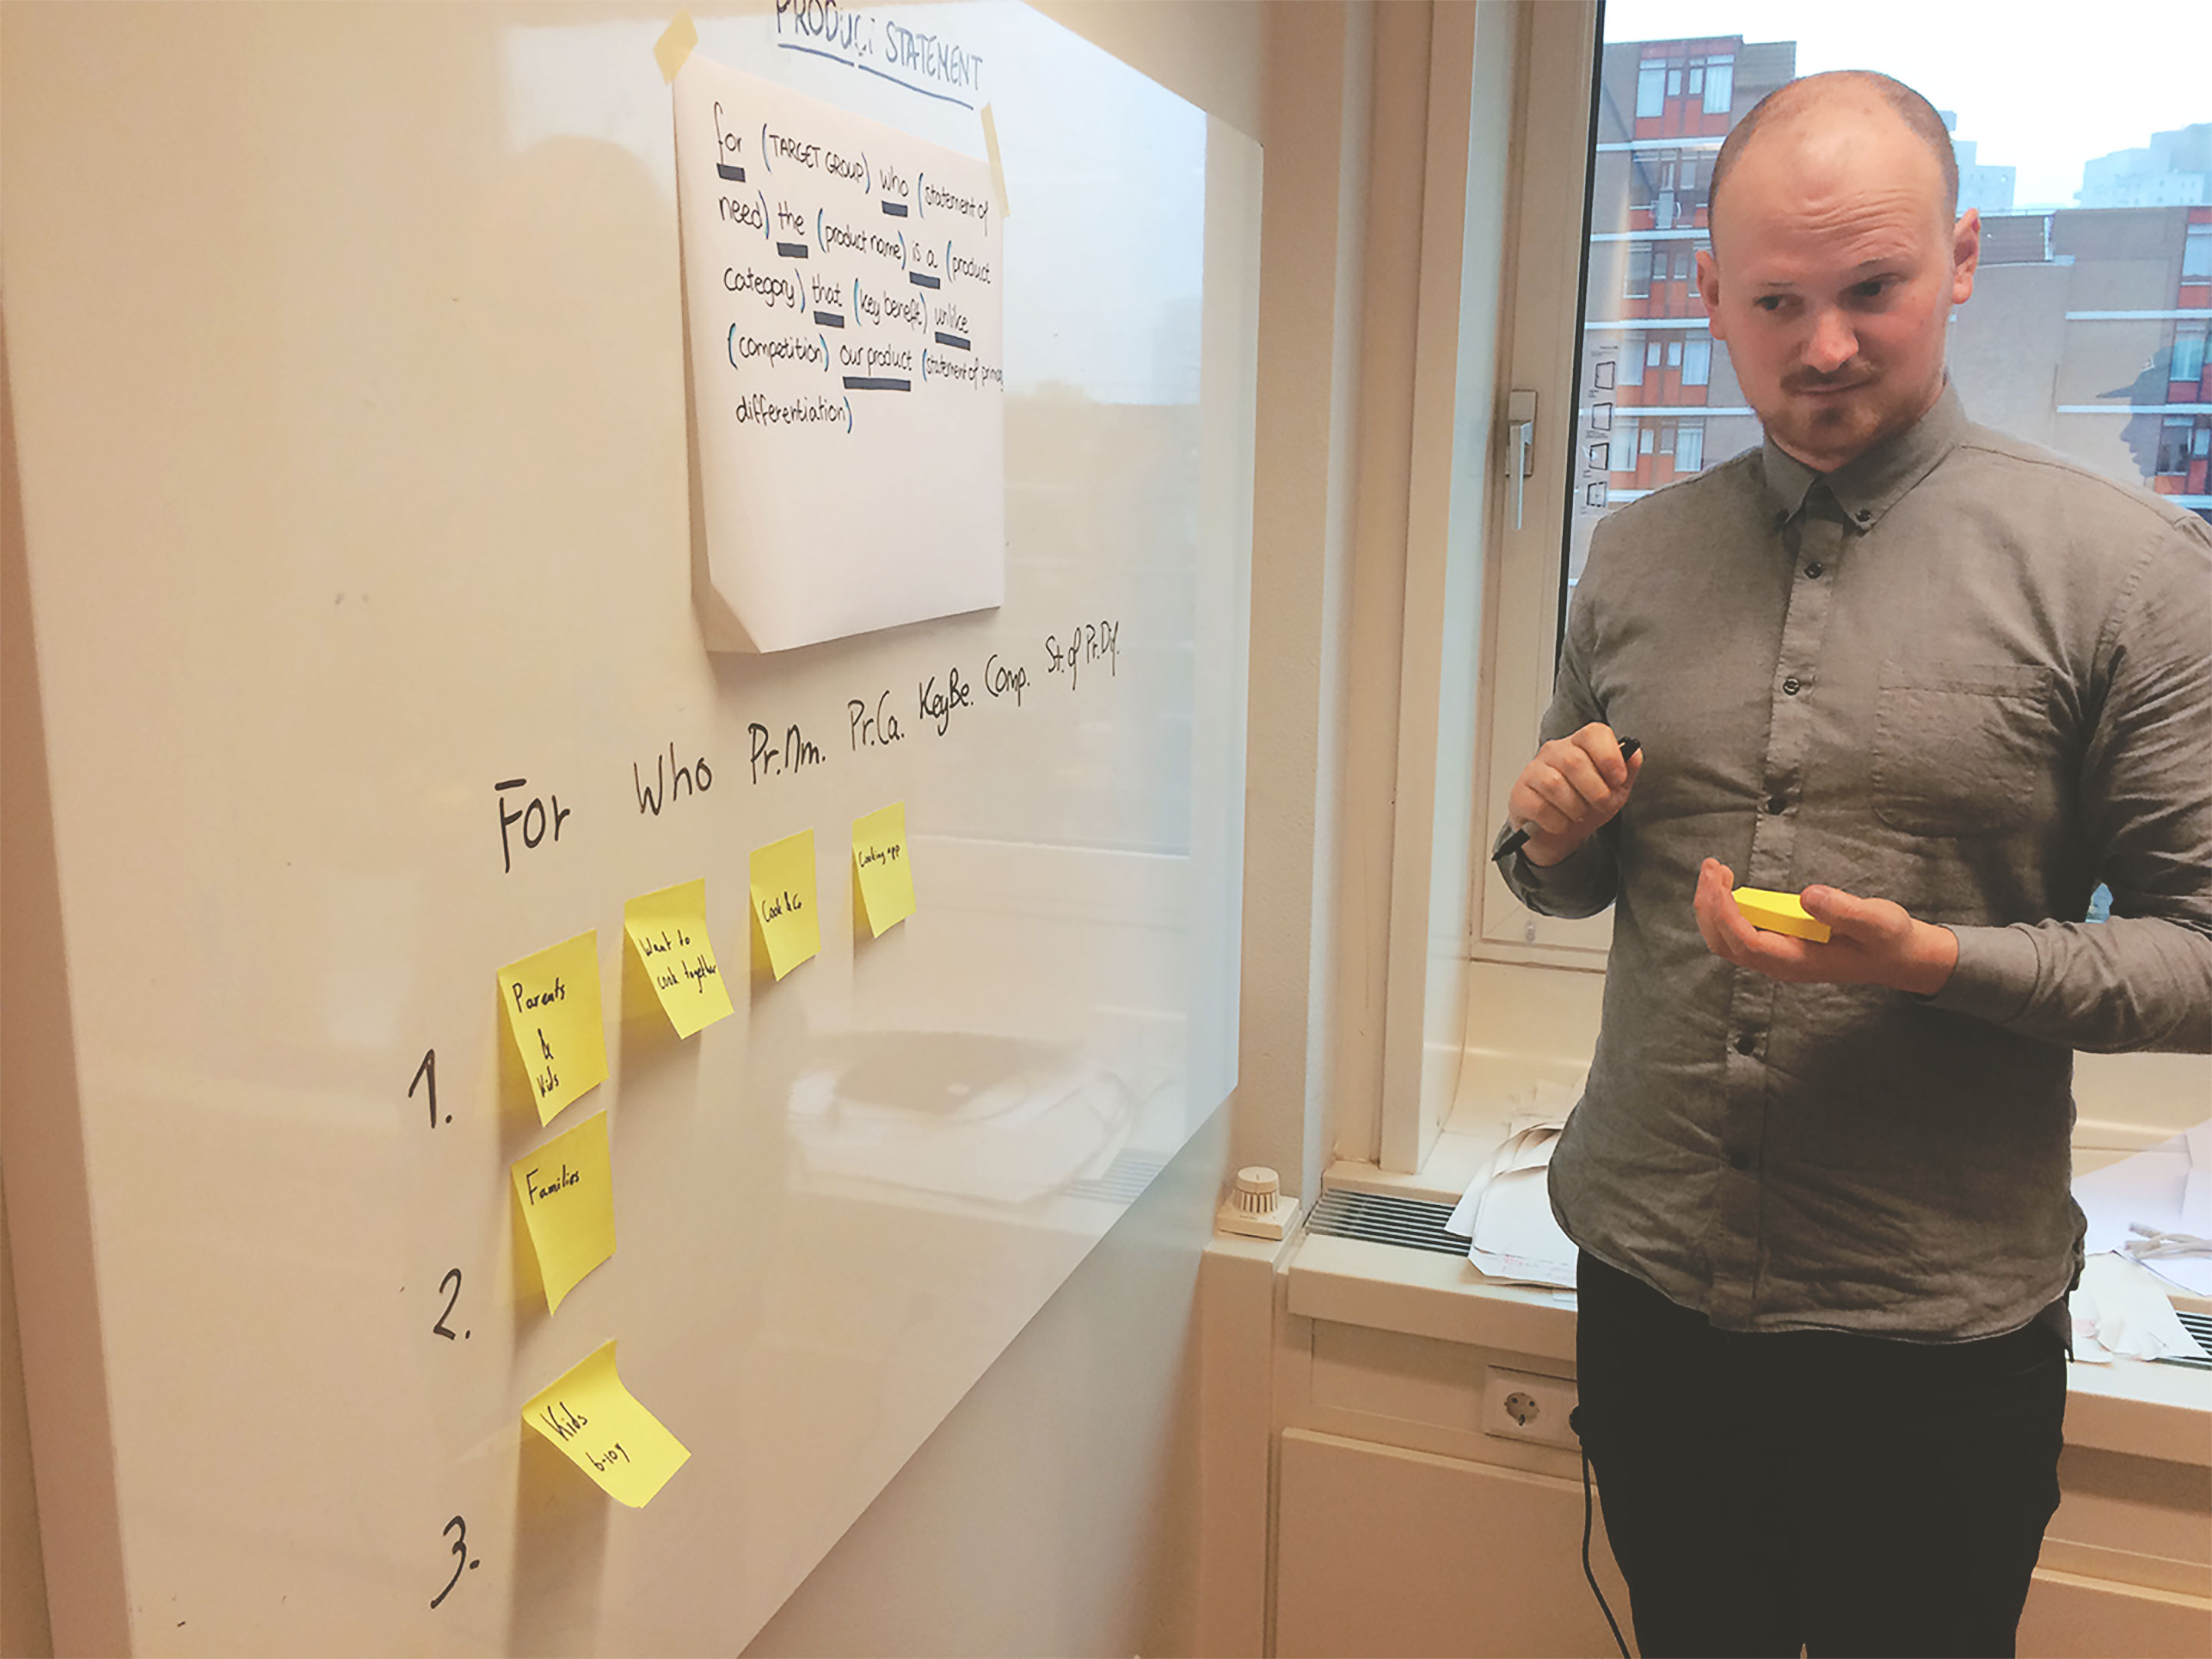 PRODUCT STATEMENT
for (TARGET GROUP) who (statement of
need) the (product name) is a (product
category) that (key benefit) unlike
(competition) our product (statement of
differentiation)
For Who Pr.Nm. Pr.Ca. KeyBe. Comp. St. of Pr.Dif.
1.
Parents
&
Kids
Want to
cook together
Cook & Co
Cooking app
2.
Families
3.
Kids
6-10y